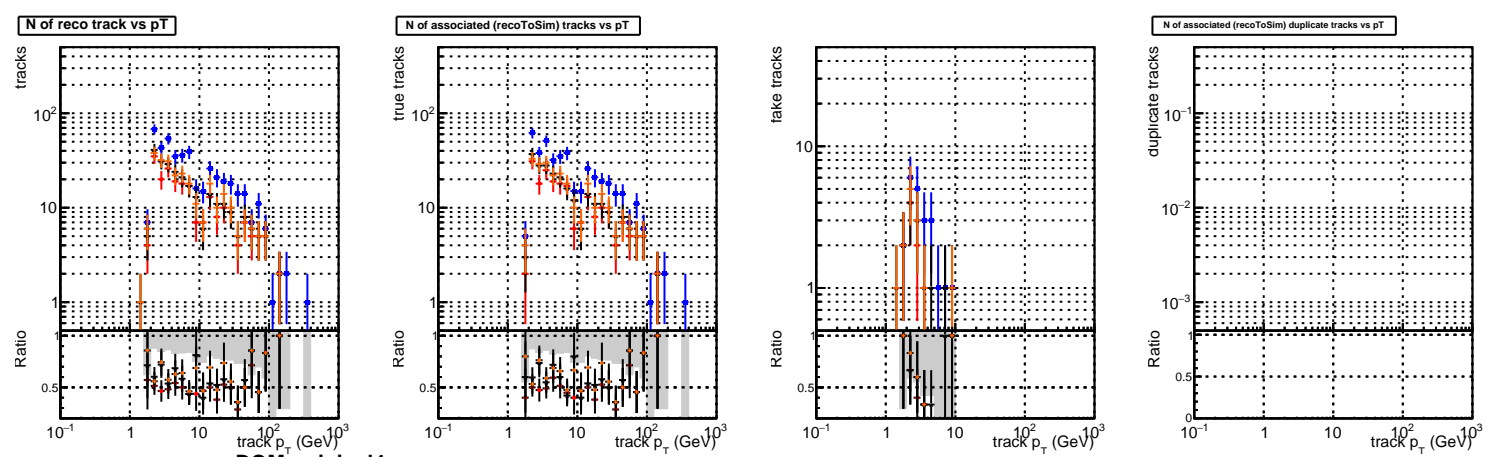 N of reco track vs pT
tracks
10²
10
1
Ratio
1
0.5
10⁻¹ 1 10 10² 10³
track p_T (GeV)
N of associated (recoToSim) tracks vs pT
true tracks
10²
10
1
Ratio
1
0.5
10⁻¹ 1 10 10² 10³
track p_T (GeV)
fake tracks
10
1
Ratio
1
0.5
10⁻¹ 1 10 10² 10³
track p_T (GeV)
N of associated (recoToSim) duplicate tracks vs pT
duplicate tracks
10⁻¹
10⁻²
10⁻³
Ratio
1
0.5
0
10⁻¹ 1 10 10² 10³
track p_T (GeV)